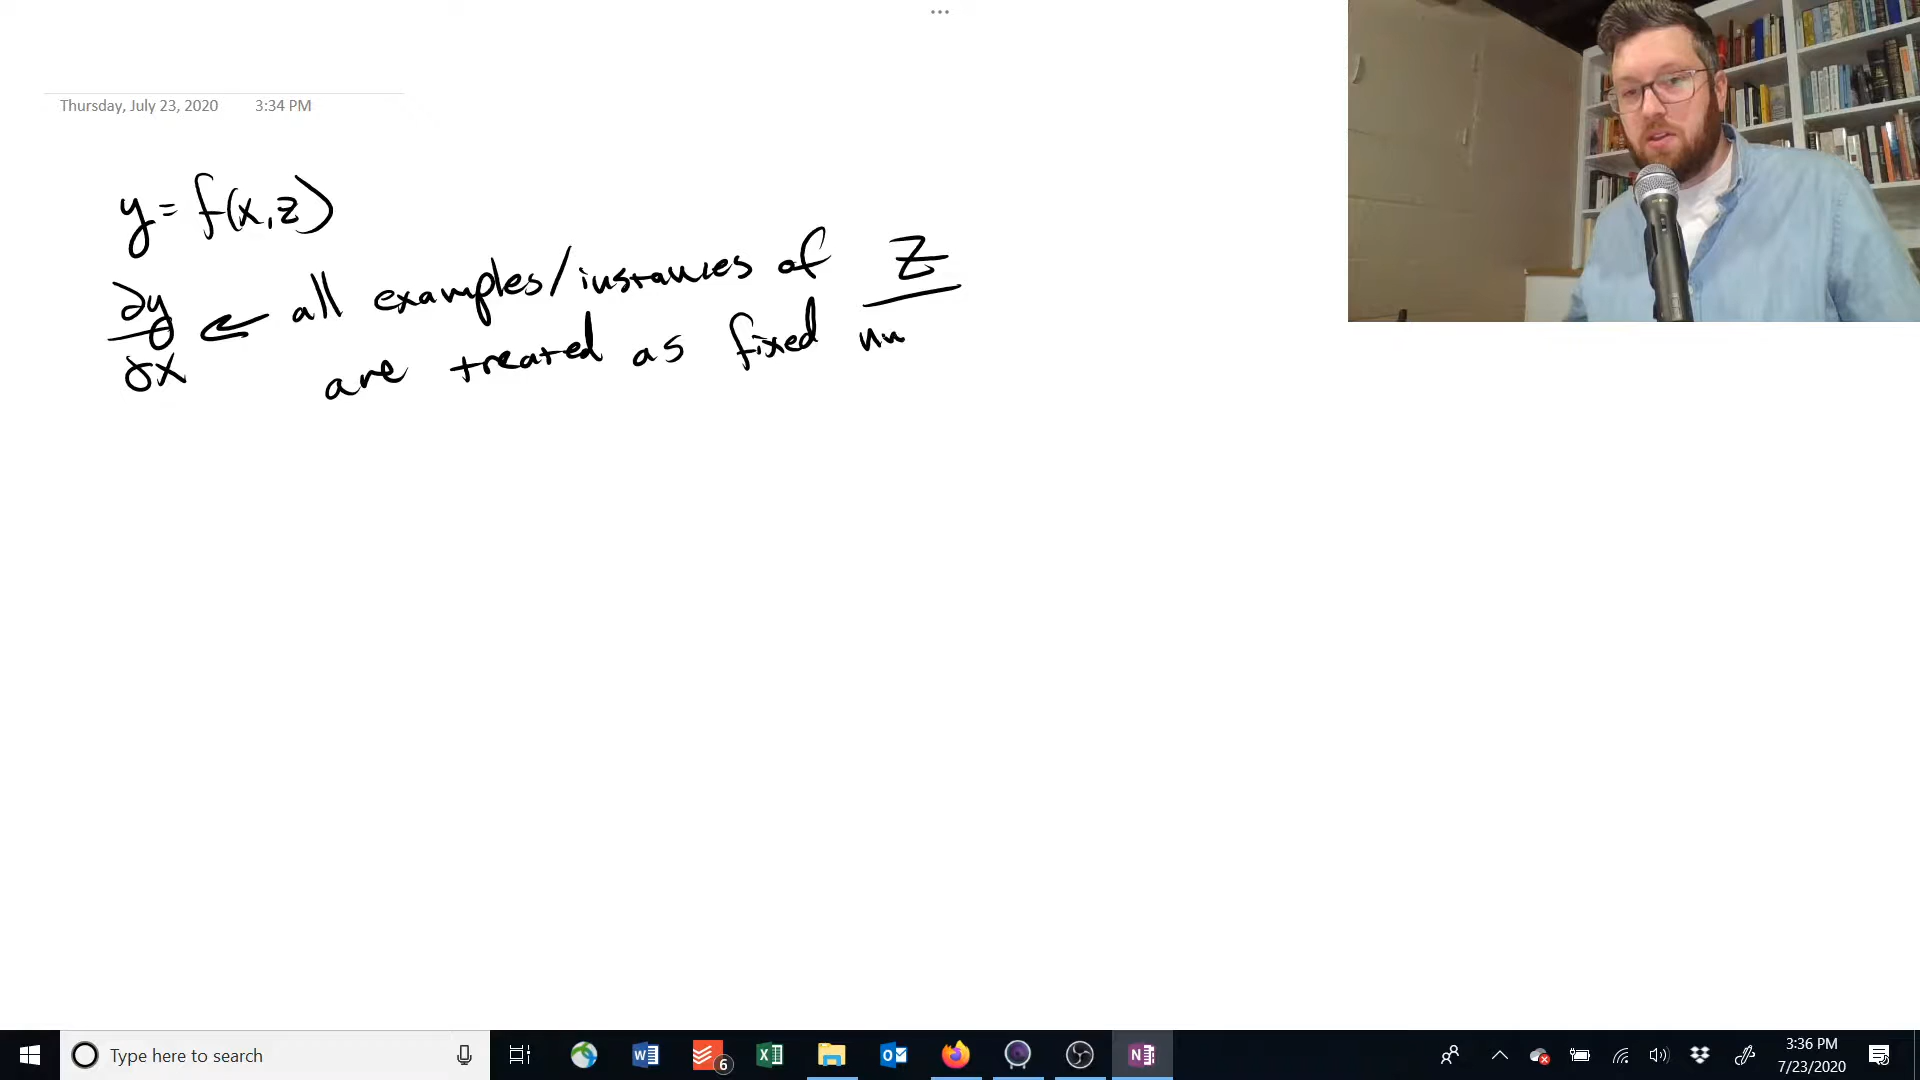 Thursday, July 23, 2020 3:34 PM
y = f(x,z)
∂y/∂x ← all examples/instances of z
are treated as fixed nu
Type here to search
6
3:36 PM
7/23/2020